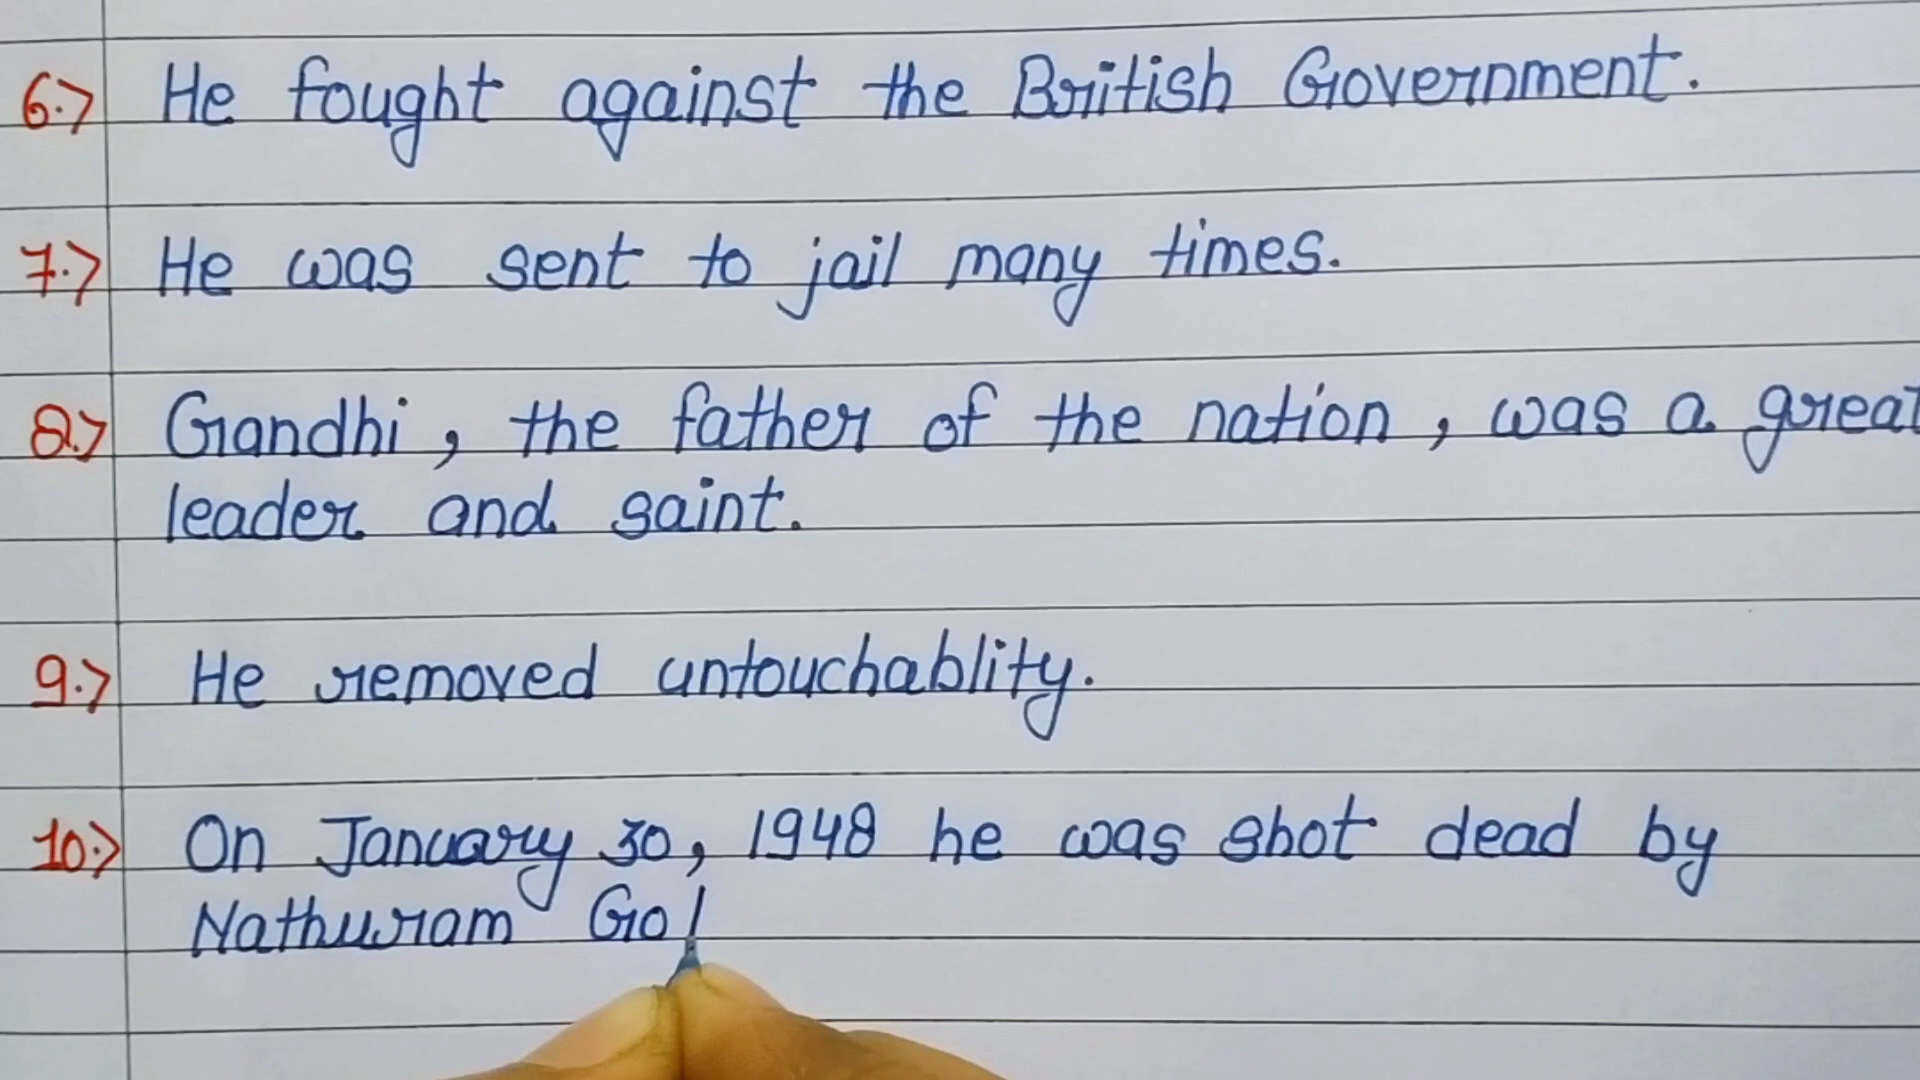 6.> He fought against the British Government.
7.> He was sent to jail many times.
8.> Gandhi, the father of the nation, was a great
leader and saint.
9.> He removed untouchablity.
10.> On January 30, 1948 he was shot dead by
Nathuram